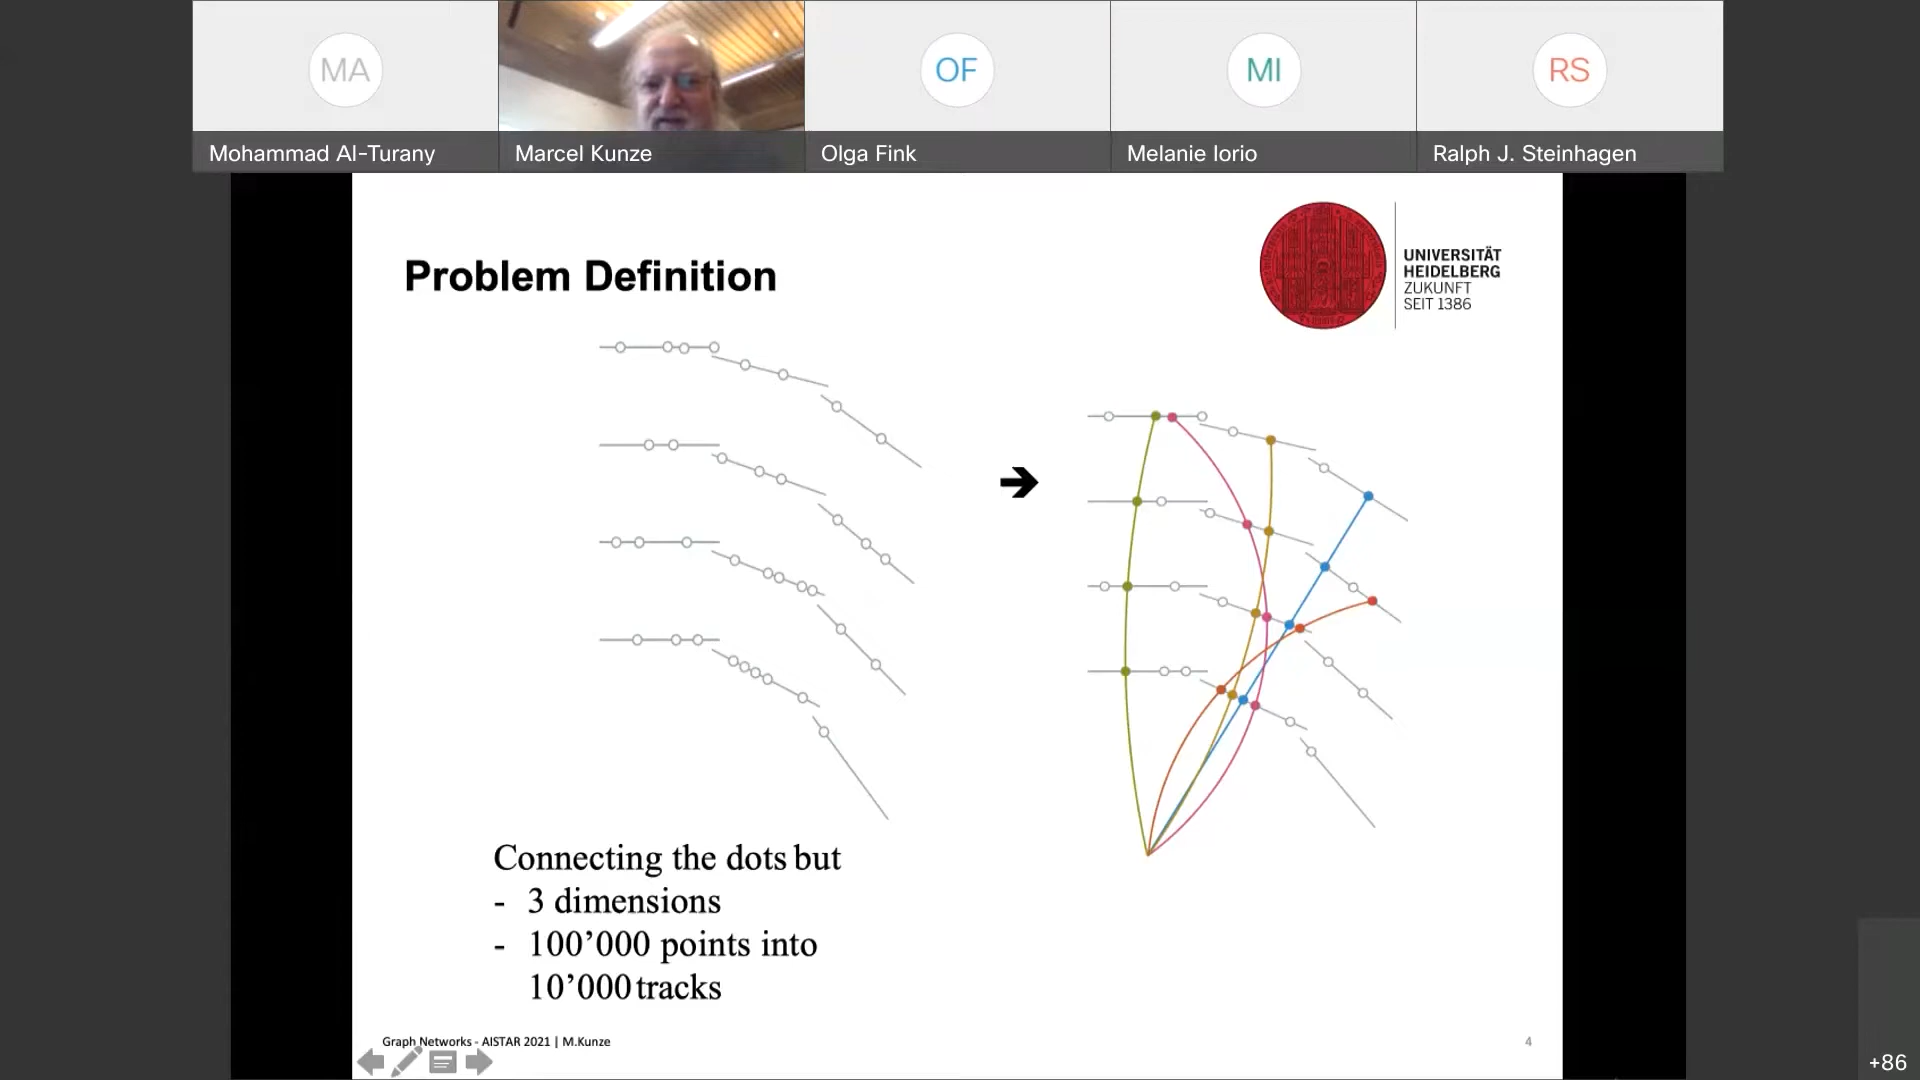 MA
OF
MI
RS
Mohammad Al-Turany
Marcel Kunze
Olga Fink
Melanie Iorio
Ralph J. Steinhagen
Problem Definition
UNIVERSITÄT
HEIDELBERG
ZUKUNFT
SEIT 1386
Connecting the dots but
- 3 dimensions
- 100’000 points into
10’000 tracks
Graph Networks - AISTAR 2021 | M.Kunze
4
+86